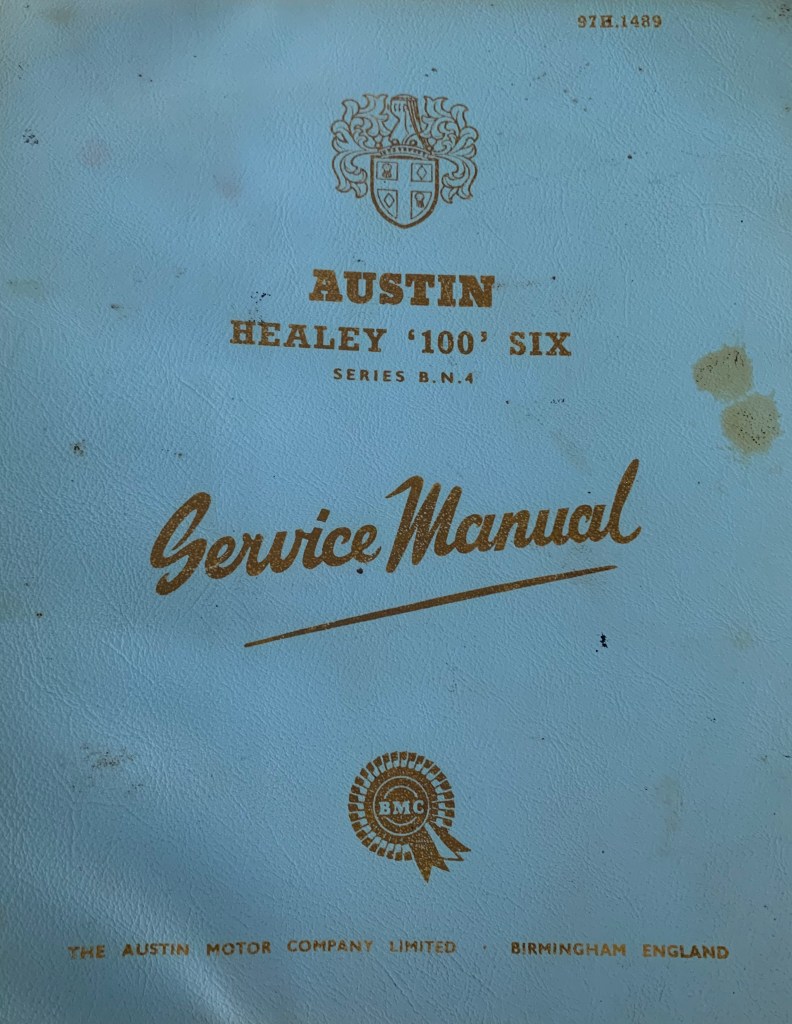 97H.1489
AUSTIN
HEALEY ‘100’ SIX
SERIES B.N.4
Service Manual
BMC
THE AUSTIN MOTOR COMPANY LIMITED · BIRMINGHAM ENGLAND